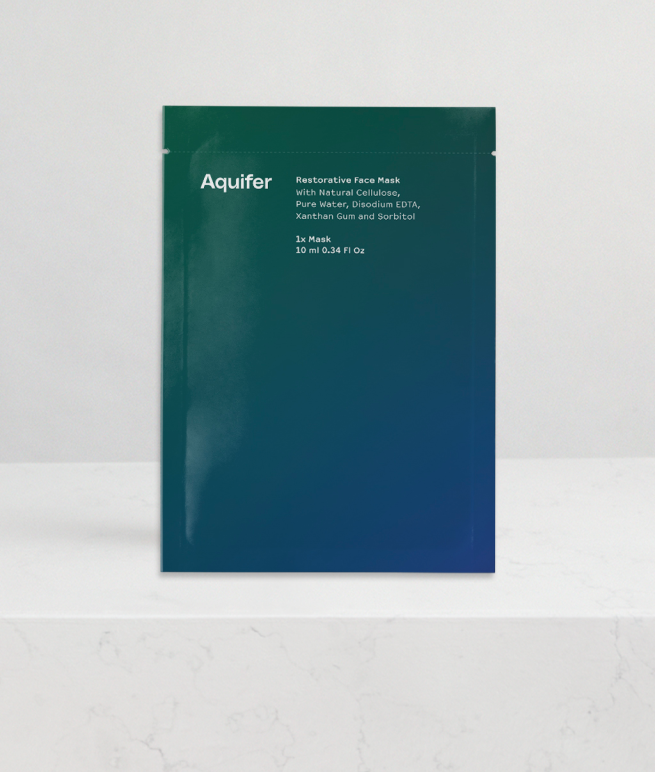 Aquifer
Restorative Face Mask
With Natural Cellulose,
Pure Water, Disodium EDTA,
Xanthan Gum and Sorbitol
1x Mask
10 ml 0.34 Fl Oz